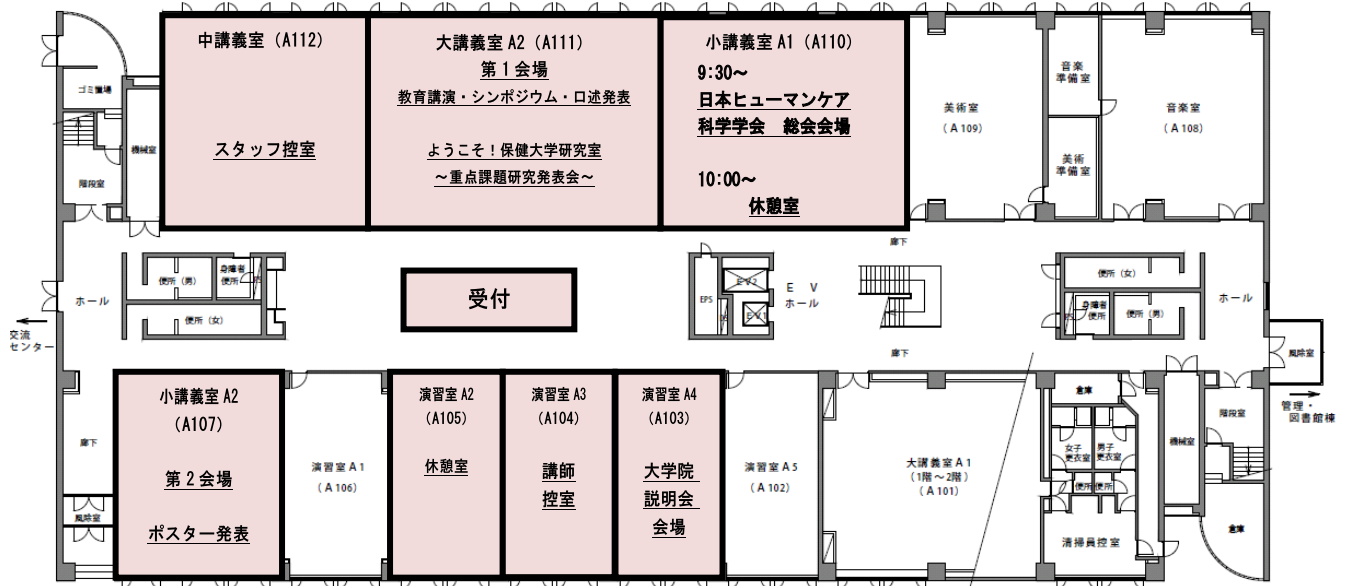 中講義室（A112）
スタッフ控室
大講義室 A2（A111）
第１会場
教育講演・シンポジウム・口述発表
ようこそ！保健大学研究室
～重点課題研究発表会～
小講義室 A1（A110）
9:30～
日本ヒューマンケア
科学学会　総会会場
10:00～
休憩室
美術室
（A 109）
音楽
準備室
美術
準備室
音楽室
（A 108）
ゴミ置場
機械室
階段室
ホール
交流
センター
便所（男）
身障者
便所
便所（女）
受付
EPS
EV2
EV1
Ｅ Ｖ
ホール
廊下
廊下
便所（女）
身障者
便所
便所（男）
ホール
風除室
管理・
図書館棟
廊下
風除室
小講義室 A2
（A107）
第２会場
ポスター発表
演習室 A 1
（A 106）
演習室 A2
（A105）
休憩室
演習室 A3
（A104）
講師
控室
演習室 A4
（A103）
大学院
説明会
会場
演習室 A 5
（A 102）
大講義室 A 1
（1階～2階）
（A 101）
倉庫
女子
更衣室
男子
更衣室
便所
便所
清掃員控室
機械室
階段室
倉庫